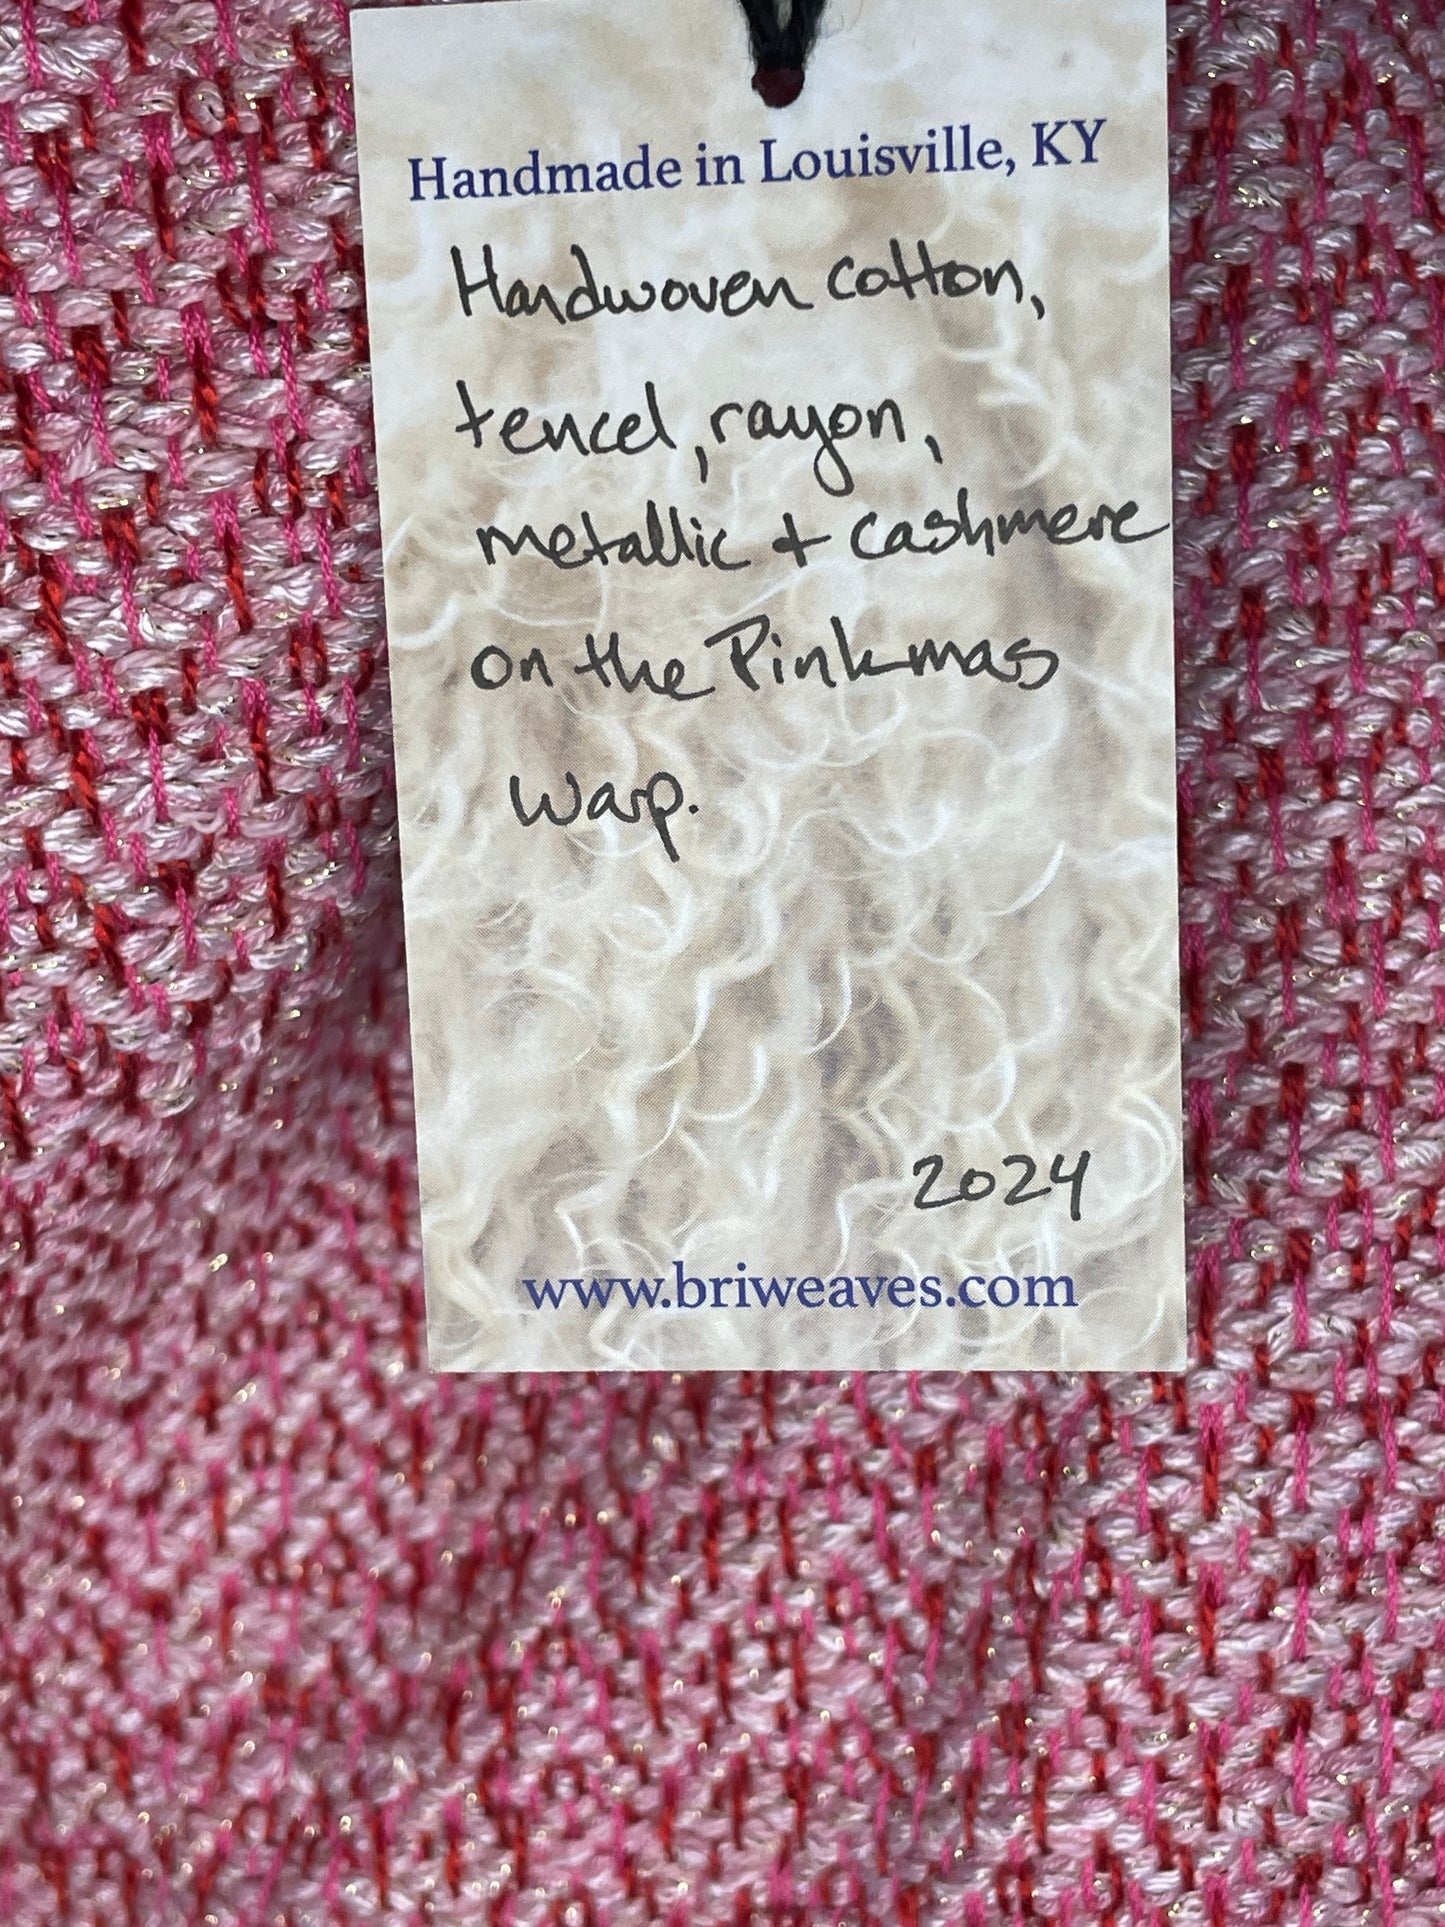 Handmade in Louisville, KY
Handwoven cotton,
tencel, rayon,
metallic + cashmere
on the Pinkmas
warp.
2024
www.briweaves.com